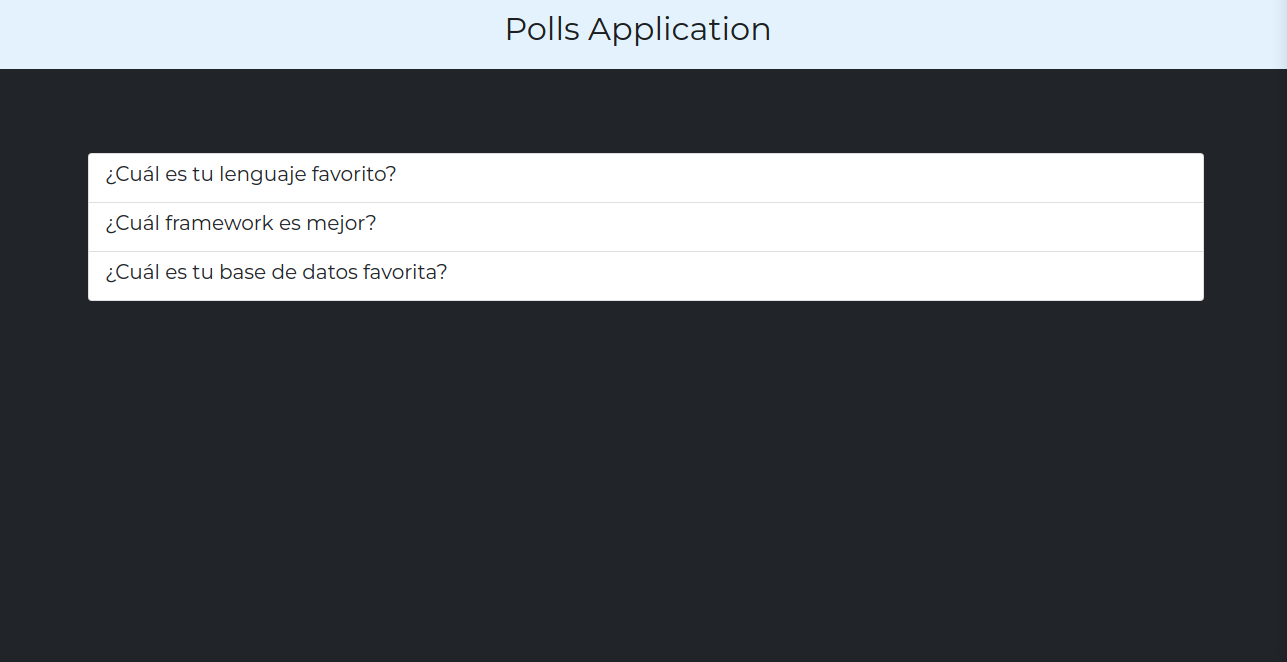 Polls Application
¿Cuál es tu lenguaje favorito?
¿Cuál framework es mejor?
¿Cuál es tu base de datos favorita?